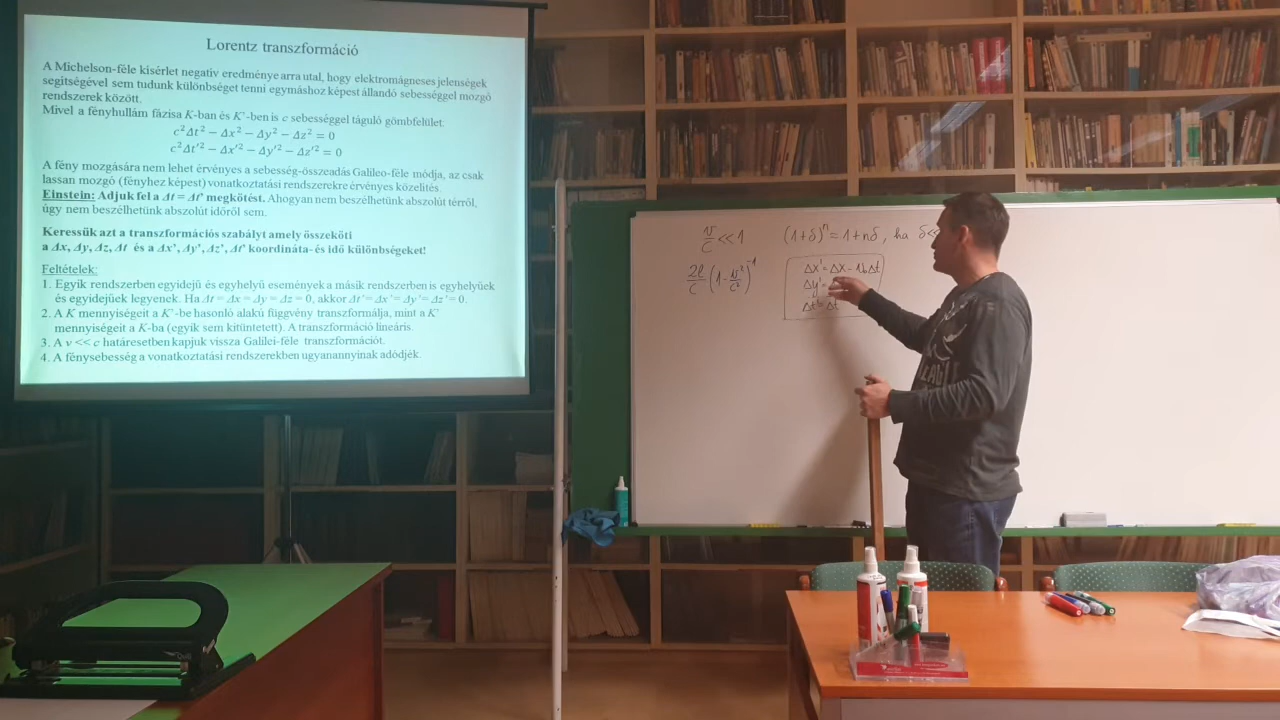 Lorentz transzformáció
A Michelson-féle kísérlet negatív eredménye arra utal, hogy elektromágneses jelenségek
segítségével sem tudunk különbséget tenni egymáshoz képest állandó sebességgel mozgó
rendszerek között.
Mivel a fényhullám fázisa K-ban és K'-ben is c sebességgel táguló gömbfelület.
c²Δt² − Δx² − Δy² − Δz² = 0
c²Δt'² − Δx'² − Δy'² − Δz'² = 0
A fény mozgására nem lehet érvényes a sebesség-összeadás Galileo-féle módja, az csak
lassan mozgó (fényhez képest) vonatkoztatási rendszerekre érvényes közelítés.
Einstein: Adjuk fel a Δt = Δt' megkötést. Ahogyan nem beszélhetünk abszolút térről,
úgy nem beszélhetünk abszolút időről sem.
Keressük azt a transzformációs szabályt amely összeköti
a Δx, Δy, Δz, Δt és a Δx', Δy', Δz', Δt' koordináta- és idő különbségeket!
Feltételek:
1. Egyik rendszerben egyidejű és egyhelyű események a másik rendszerben is egyhelyűek
és egyidejűek legyenek. Ha Δt = Δx = Δy = Δz = 0, akkor Δt' = Δx' = Δy' = Δz' = 0.
2. A K mennyiségeit a K'-be hasonló alakú függvény transzformálja, mint a K'
mennyiségeit a K-ba (egyik sem kitüntetett). A transzformáció lineáris.
3. A v << c határesetben kapjuk vissza Galilei-féle transzformációt.
4. A fénysebesség a vonatkoztatási rendszerekben ugyanannyinak adódjék.
v/c << 1
(1+δ)ⁿ = 1+nδ, ha δ<<
2l/c (1 - v²/c²)⁻¹
Δx' = Δx - v₀Δt
Δy' =
Δt' = Δt